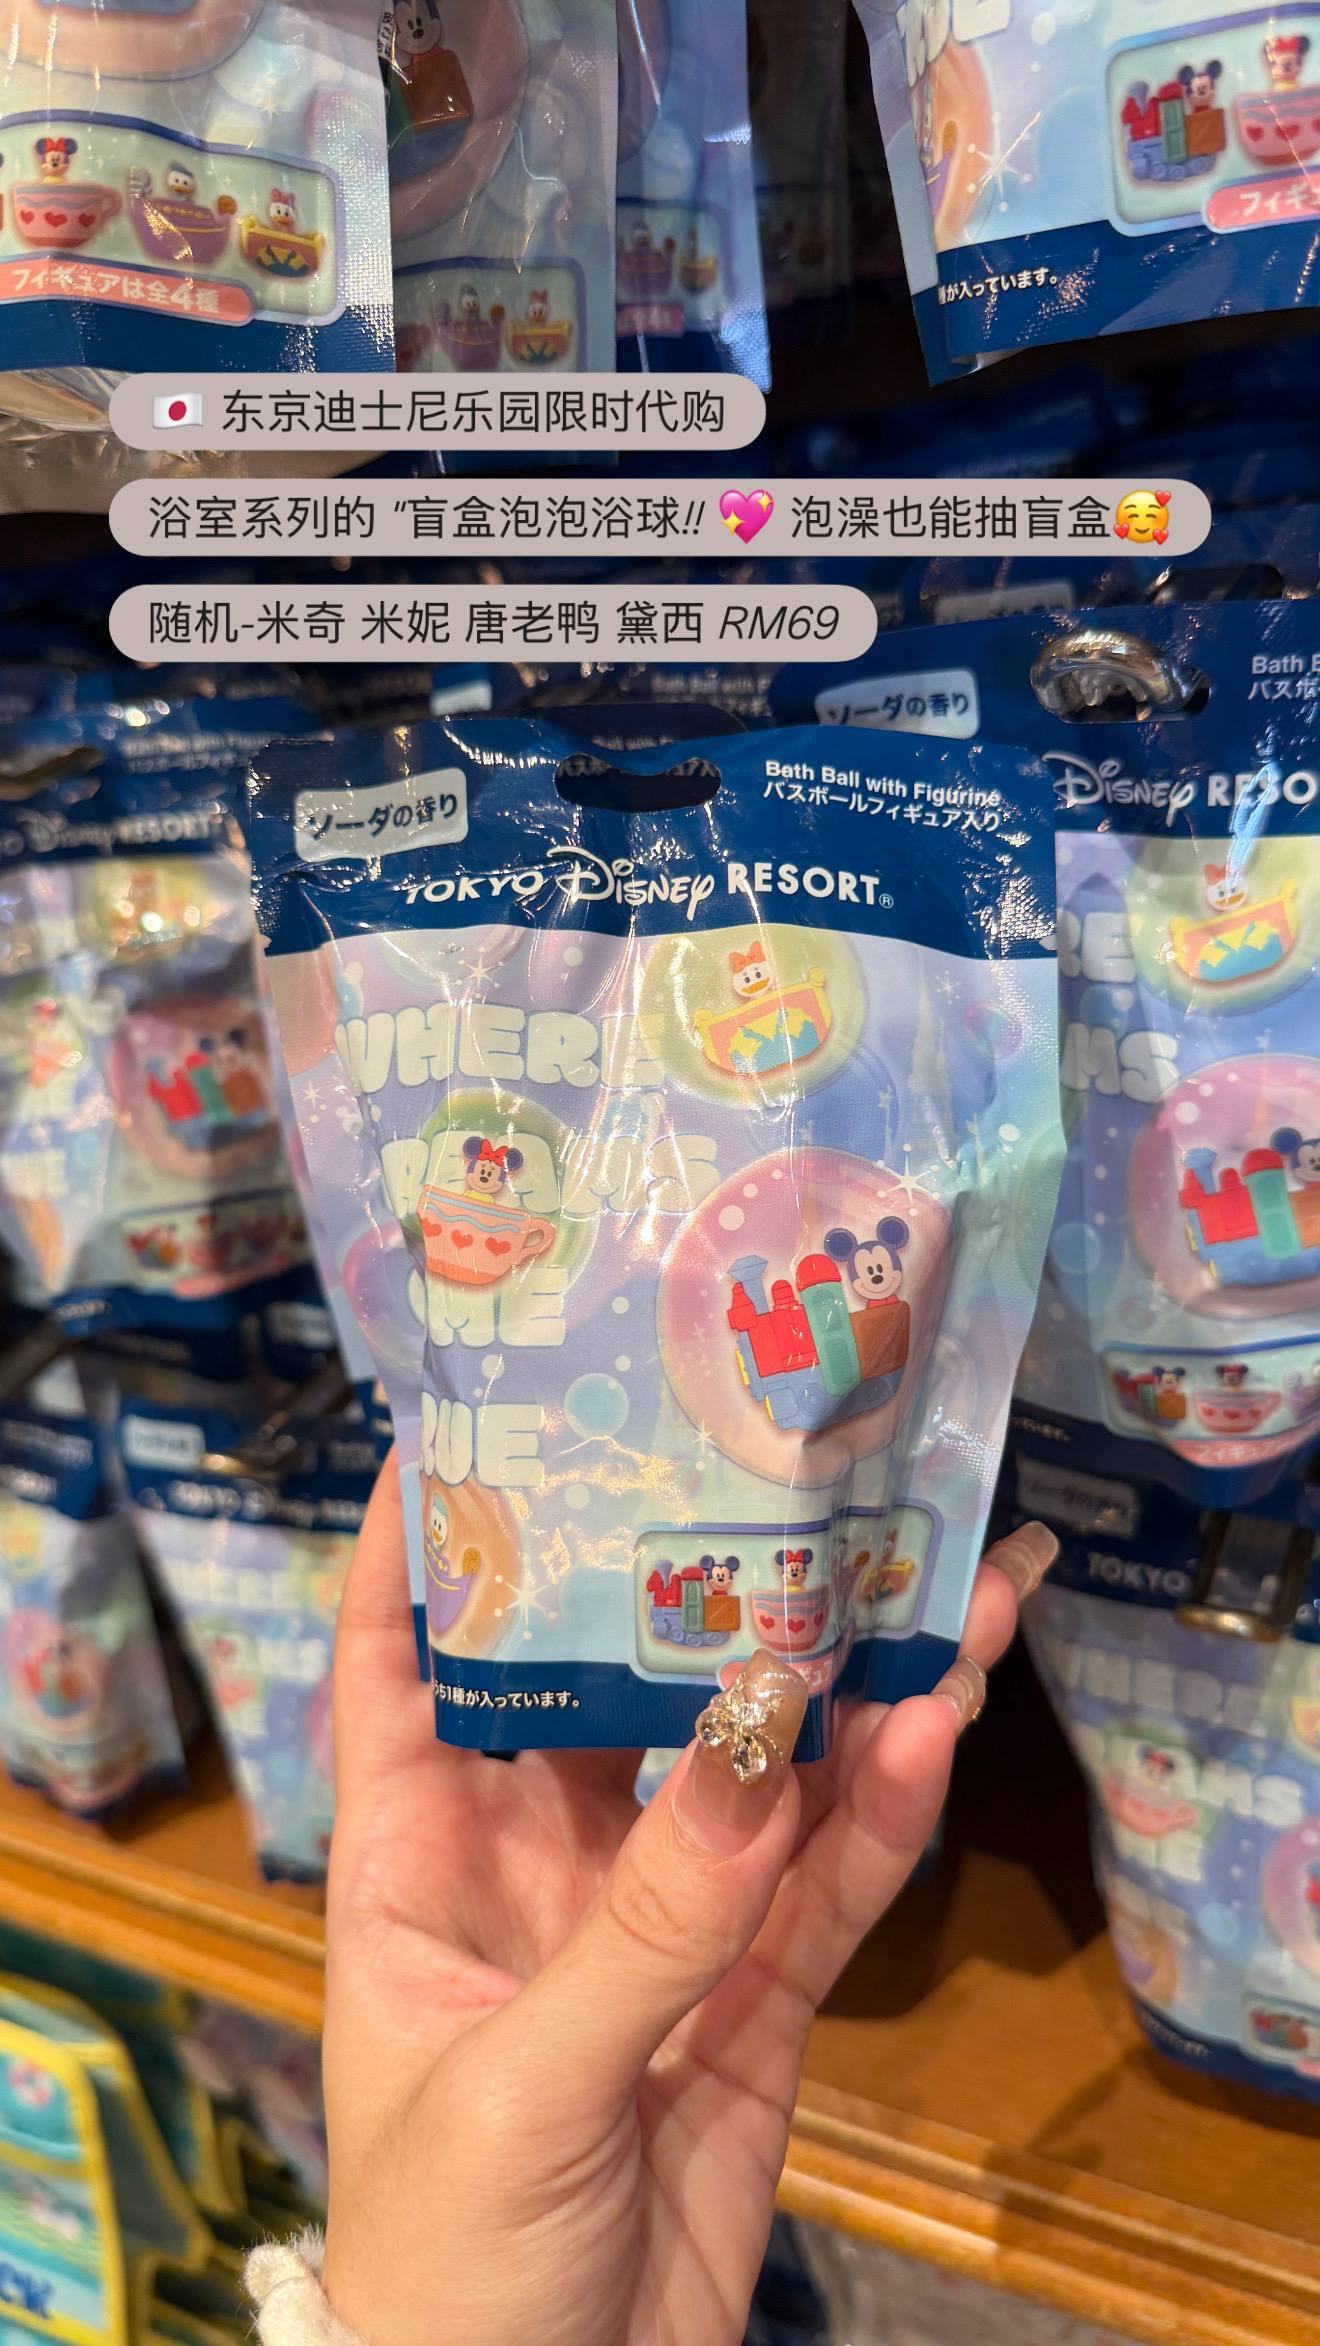 フィギュアは全4種
種が入っています。
🇯🇵 东京迪士尼乐园限时代购
浴室系列的 “盲盒泡泡浴球!! 💖 泡澡也能抽盲盒🥰
随机-米奇 米妮 唐老鸭 黛西 RM69
ソーダの香り
ソーダの香り
Bath Ball with Figurine
バスボールフィギュア入り
TOKYO Disney RESORT®
Disney RESO
WHERE
DREAMS
COME
TRUE
うち1種が入っています。
TOKYO